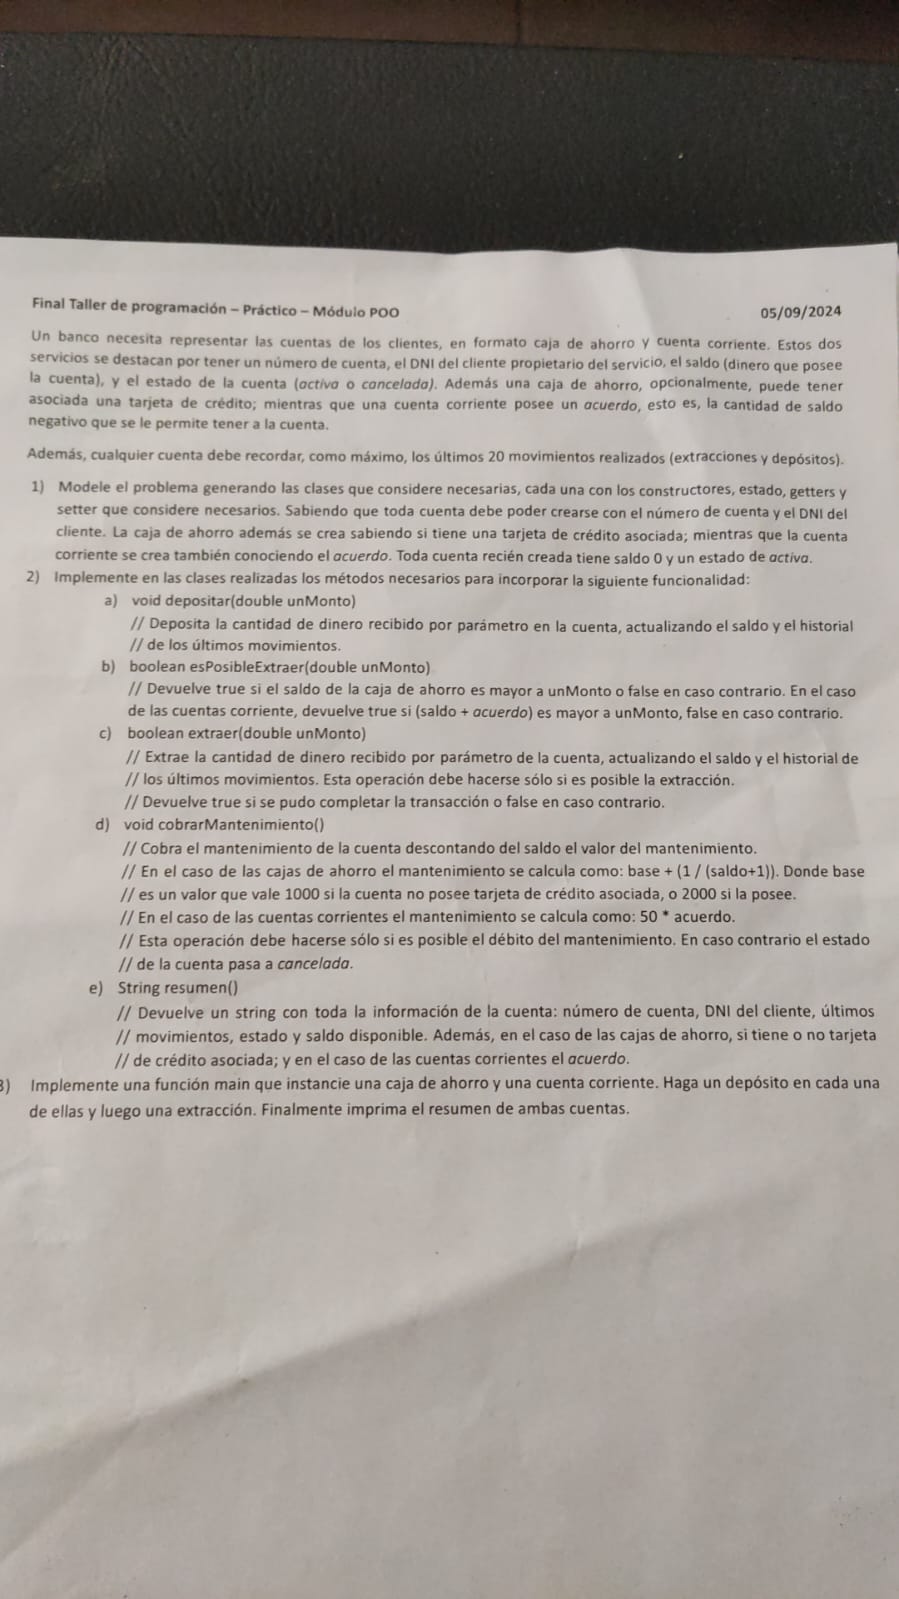 Final Taller de programación – Práctico – Módulo POO
05/09/2024
Un banco necesita representar las cuentas de los clientes, en formato caja de ahorro y cuenta corriente. Estos dos
servicios se destacan por tener un número de cuenta, el DNI del cliente propietario del servicio, el saldo (dinero que posee
la cuenta), y el estado de la cuenta (activa o cancelada). Además una caja de ahorro, opcionalmente, puede tener
asociada una tarjeta de crédito; mientras que una cuenta corriente posee un acuerdo, esto es, la cantidad de saldo
negativo que se le permite tener a la cuenta.
Además, cualquier cuenta debe recordar, como máximo, los últimos 20 movimientos realizados (extracciones y depósitos).
1) Modele el problema generando las clases que considere necesarias, cada una con los constructores, estado, getters y
setter que considere necesarios. Sabiendo que toda cuenta debe poder crearse con el número de cuenta y el DNI del
cliente. La caja de ahorro además se crea sabiendo si tiene una tarjeta de crédito asociada; mientras que la cuenta
corriente se crea también conociendo el acuerdo. Toda cuenta recién creada tiene saldo 0 y un estado de activa.
2) Implemente en las clases realizadas los métodos necesarios para incorporar la siguiente funcionalidad:
a) void depositar(double unMonto)
// Deposita la cantidad de dinero recibido por parámetro en la cuenta, actualizando el saldo y el historial
// de los últimos movimientos.
b) boolean esPosibleExtraer(double unMonto)
// Devuelve true si el saldo de la caja de ahorro es mayor a unMonto o false en caso contrario. En el caso
de las cuentas corriente, devuelve true si (saldo + acuerdo) es mayor a unMonto, false en caso contrario.
c) boolean extraer(double unMonto)
// Extrae la cantidad de dinero recibido por parámetro de la cuenta, actualizando el saldo y el historial de
// los últimos movimientos. Esta operación debe hacerse sólo si es posible la extracción.
// Devuelve true si se pudo completar la transacción o false en caso contrario.
d) void cobrarMantenimiento()
// Cobra el mantenimiento de la cuenta descontando del saldo el valor del mantenimiento.
// En el caso de las cajas de ahorro el mantenimiento se calcula como: base + (1 / (saldo+1)). Donde base
// es un valor que vale 1000 si la cuenta no posee tarjeta de crédito asociada, o 2000 si la posee.
// En el caso de las cuentas corrientes el mantenimiento se calcula como: 50 * acuerdo.
// Esta operación debe hacerse sólo si es posible el débito del mantenimiento. En caso contrario el estado
// de la cuenta pasa a cancelada.
e) String resumen()
// Devuelve un string con toda la información de la cuenta: número de cuenta, DNI del cliente, últimos
// movimientos, estado y saldo disponible. Además, en el caso de las cajas de ahorro, si tiene o no tarjeta
// de crédito asociada; y en el caso de las cuentas corrientes el acuerdo.
3) Implemente una función main que instancie una caja de ahorro y una cuenta corriente. Haga un depósito en cada una
de ellas y luego una extracción. Finalmente imprima el resumen de ambas cuentas.